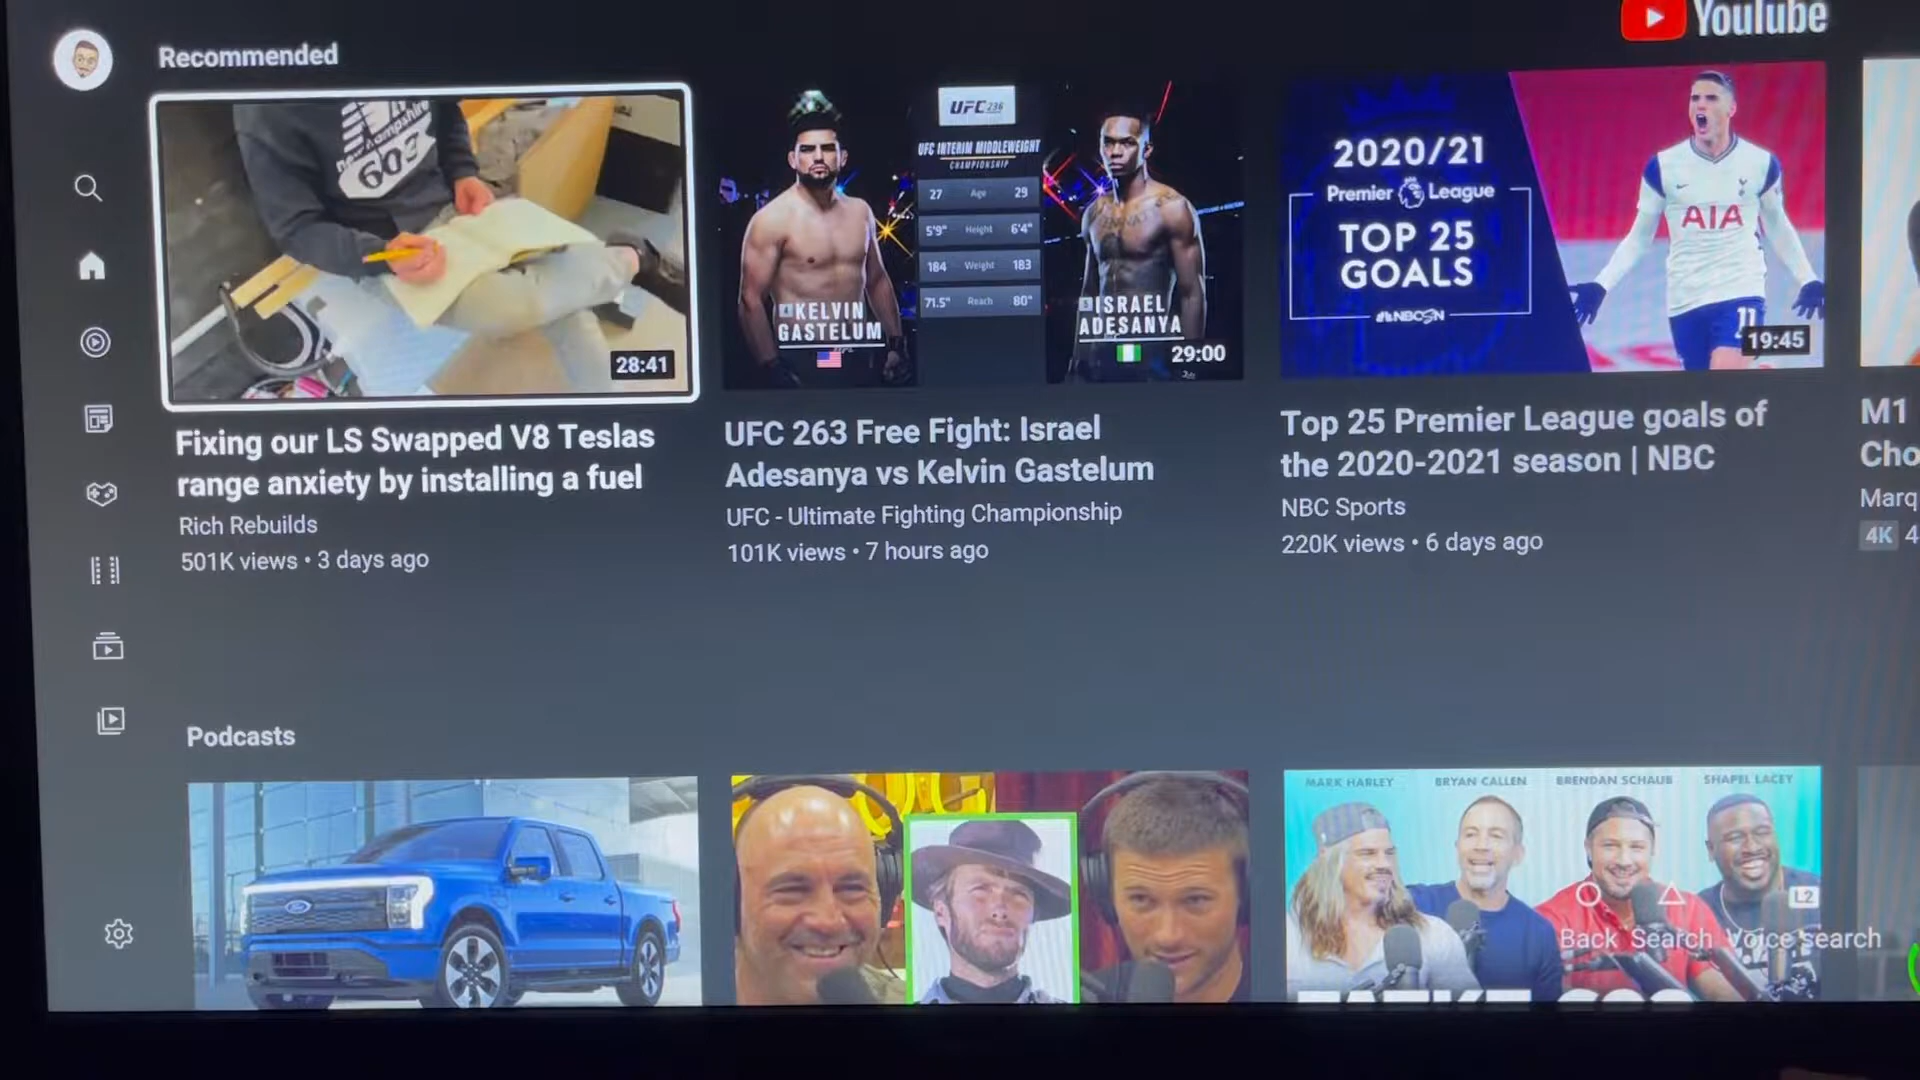 YouTube
Recommended
New Hampshire
603
28:41
Fixing our LS Swapped V8 Teslas
range anxiety by installing a fuel
Rich Rebuilds
501K views • 3 days ago
UFC 236
UFC INTERIM MIDDLEWEIGHT
CHAMPIONSHIP
27 Age 29
5'9" Height 6'4"
184 Weight 183
71.5" Reach 80"
KELVIN
GASTELUM
ISRAEL
ADESANYA
29:00
UFC 263 Free Fight: Israel
Adesanya vs Kelvin Gastelum
UFC - Ultimate Fighting Championship
101K views • 7 hours ago
2020/21
Premier League
TOP 25
GOALS
NBCSN
AIA
11
19:45
Top 25 Premier League goals of
the 2020-2021 season | NBC
NBC Sports
220K views • 6 days ago
M1
Cho
Marq
4K 4
Podcasts
Ford
MARK HARLEY BRYAN CALLEN BRENDAN SCHAUB SHAPEL LACEY
L2
Back Search Voice search